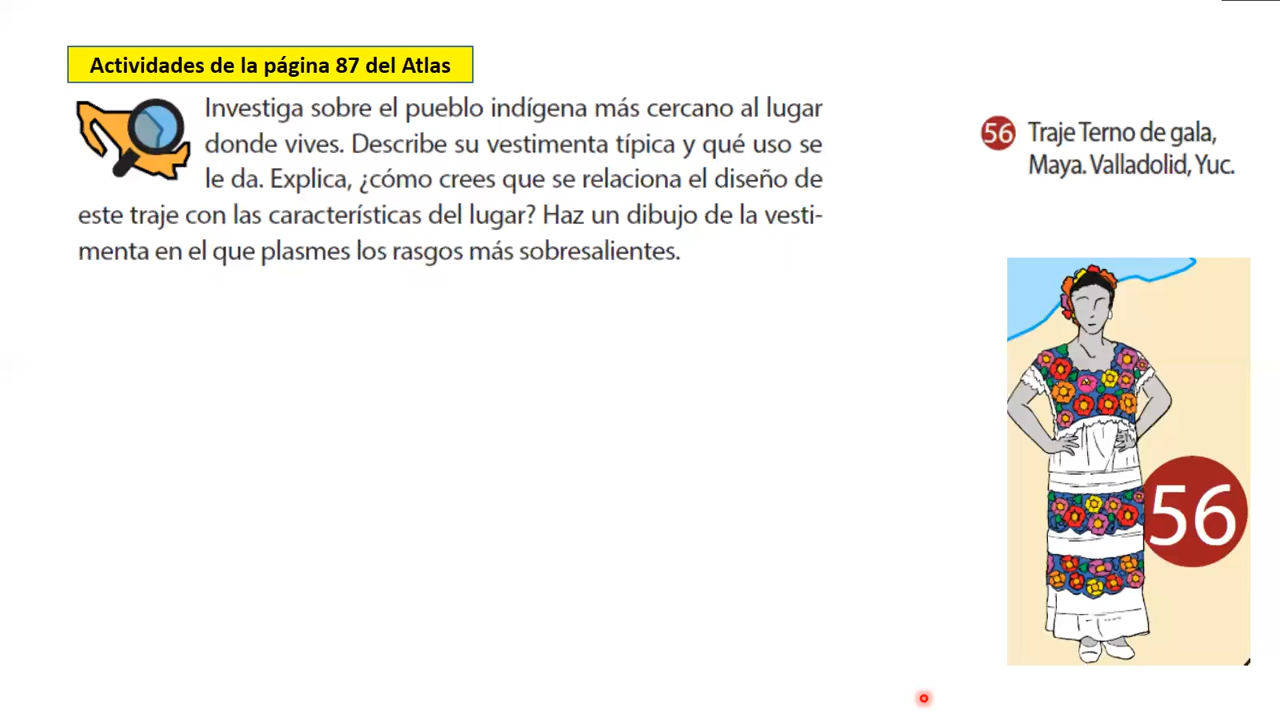 Actividades de la página 87 del Atlas
Investiga sobre el pueblo indígena más cercano al lugar
donde vives. Describe su vestimenta típica y qué uso se
le da. Explica, ¿cómo crees que se relaciona el diseño de
este traje con las características del lugar? Haz un dibujo de la vesti-
menta en el que plasmes los rasgos más sobresalientes.
56 Traje Terno de gala,
Maya. Valladolid, Yuc.
56